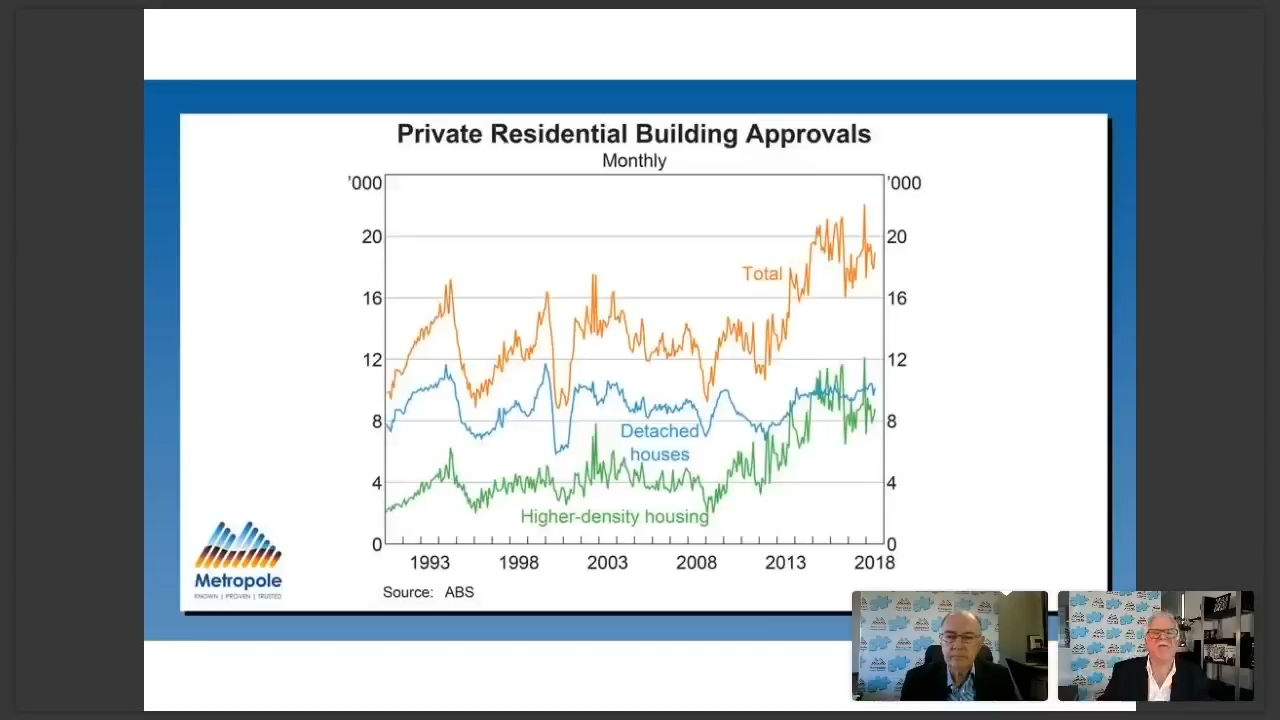 Private Residential Building Approvals
Monthly
'000 '000
20 20
Total
16 16
12 12
8 8
Detached
houses
4 4
Higher-density housing
0 0
1993 1998 2003 2008 2013 2018
Source: ABS
Metropole
KNOWN | PROVEN | TRUSTED